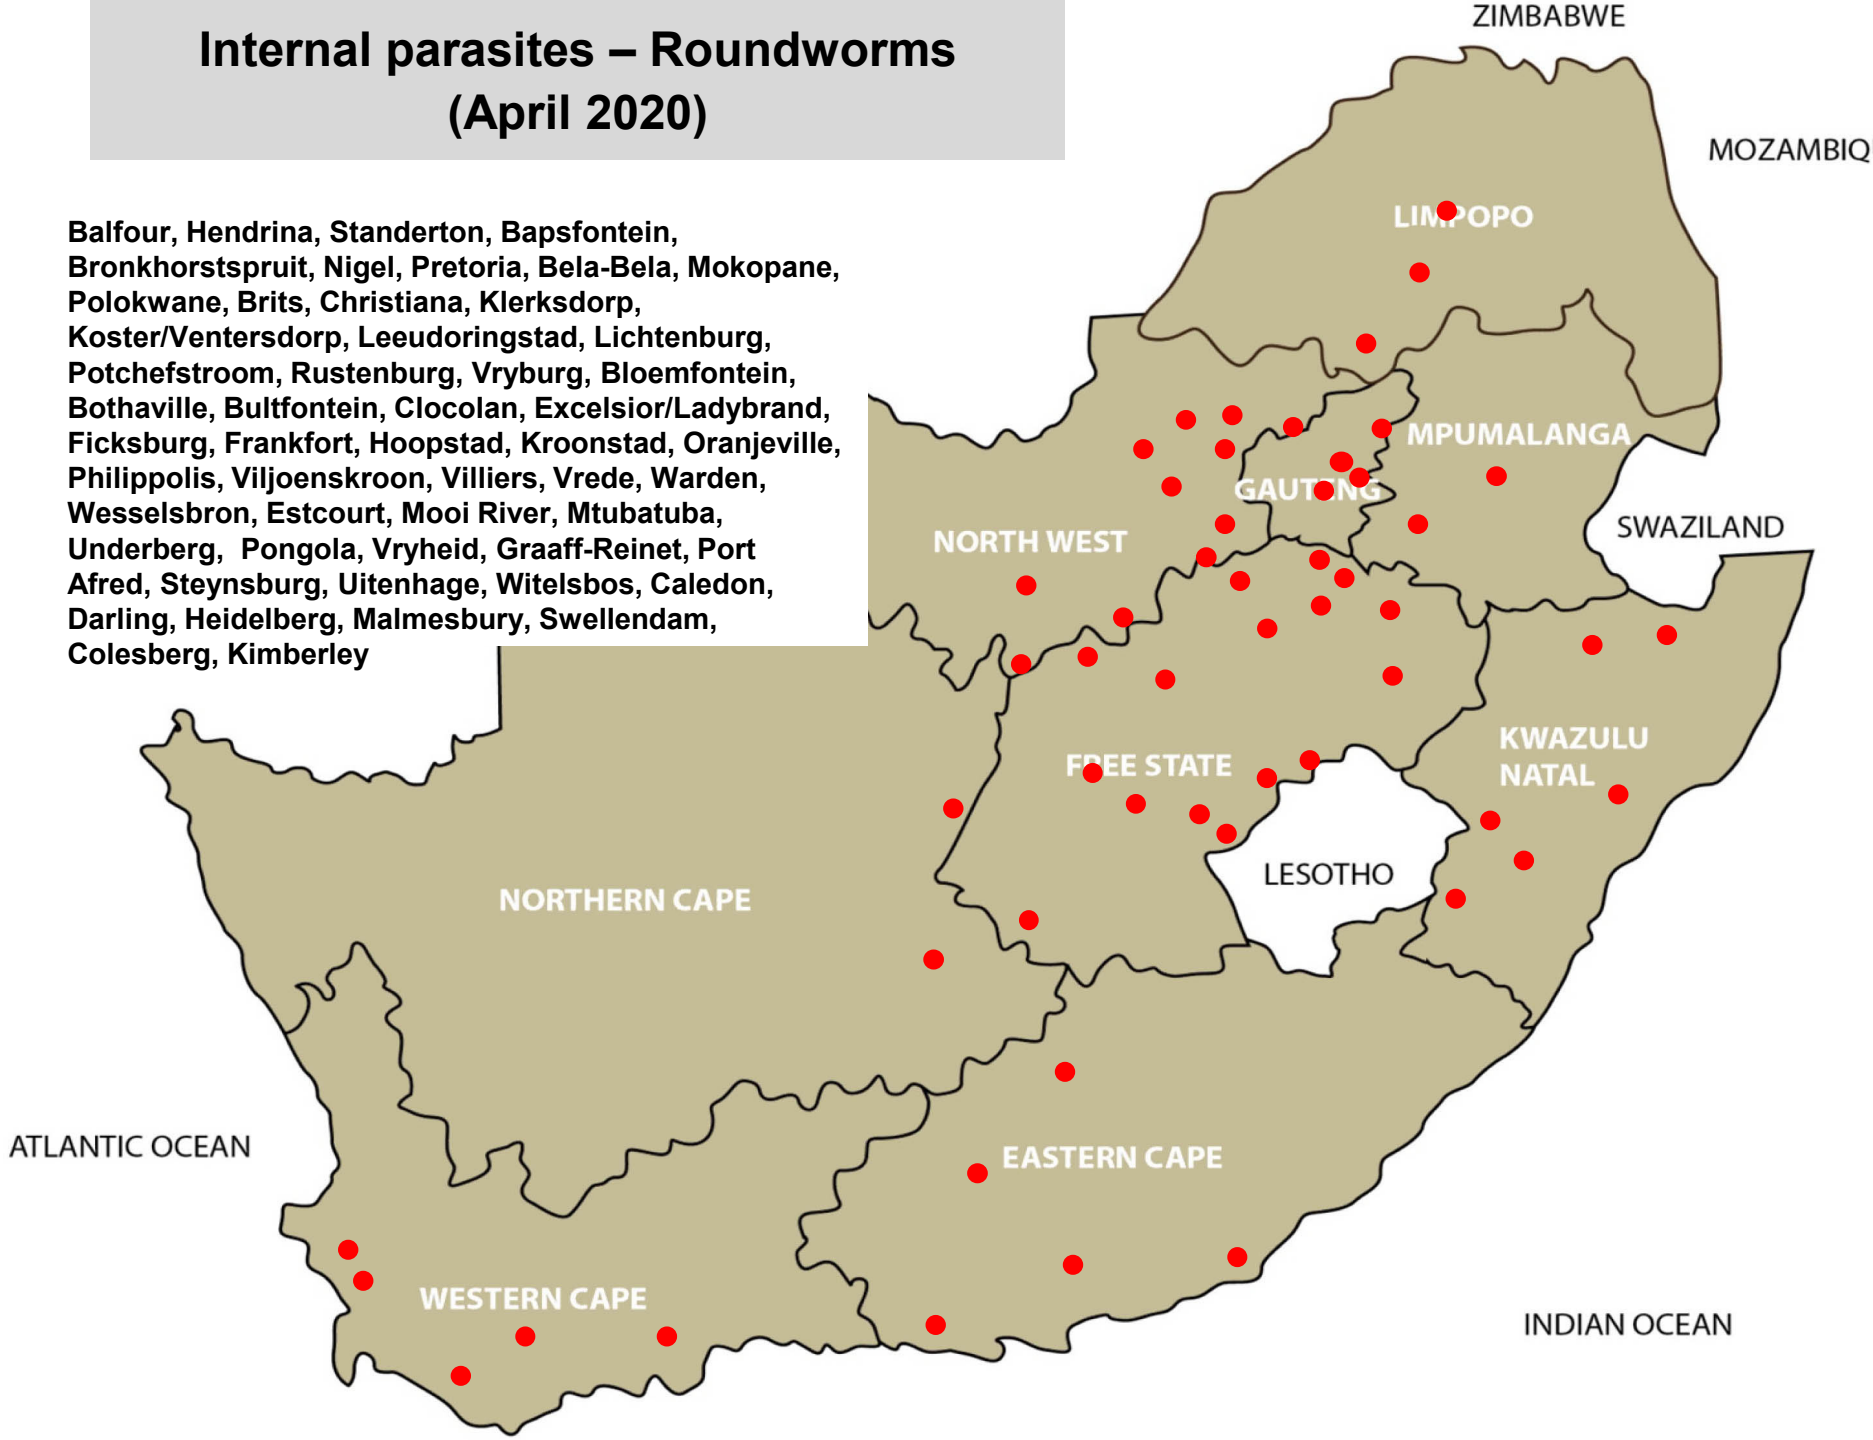 Internal parasites – Roundworms
(April 2020)
Balfour, Hendrina, Standerton, Bapsfontein,
Bronkhorstspruit, Nigel, Pretoria, Bela-Bela, Mokopane,
Polokwane, Brits, Christiana, Klerksdorp,
Koster/Ventersdorp, Leeudoringstad, Lichtenburg,
Potchefstroom, Rustenburg, Vryburg, Bloemfontein,
Bothaville, Bultfontein, Clocolan, Excelsior/Ladybrand,
Ficksburg, Frankfort, Hoopstad, Kroonstad, Oranjeville,
Philippolis, Viljoenskroon, Villiers, Vrede, Warden,
Wesselsbron, Estcourt, Mooi River, Mtubatuba,
Underberg, Pongola, Vryheid, Graaff-Reinet, Port
Afred, Steynsburg, Uitenhage, Witelsbos, Caledon,
Darling, Heidelberg, Malmesbury, Swellendam,
Colesberg, Kimberley
ZIMBABWE
MOZAMBIQ
LIMPOPO
MPUMALANGA
GAUTENG
NORTH WEST
SWAZILAND
KWAZULU
NATAL
FREE STATE
LESOTHO
NORTHERN CAPE
ATLANTIC OCEAN
EASTERN CAPE
WESTERN CAPE
INDIAN OCEAN